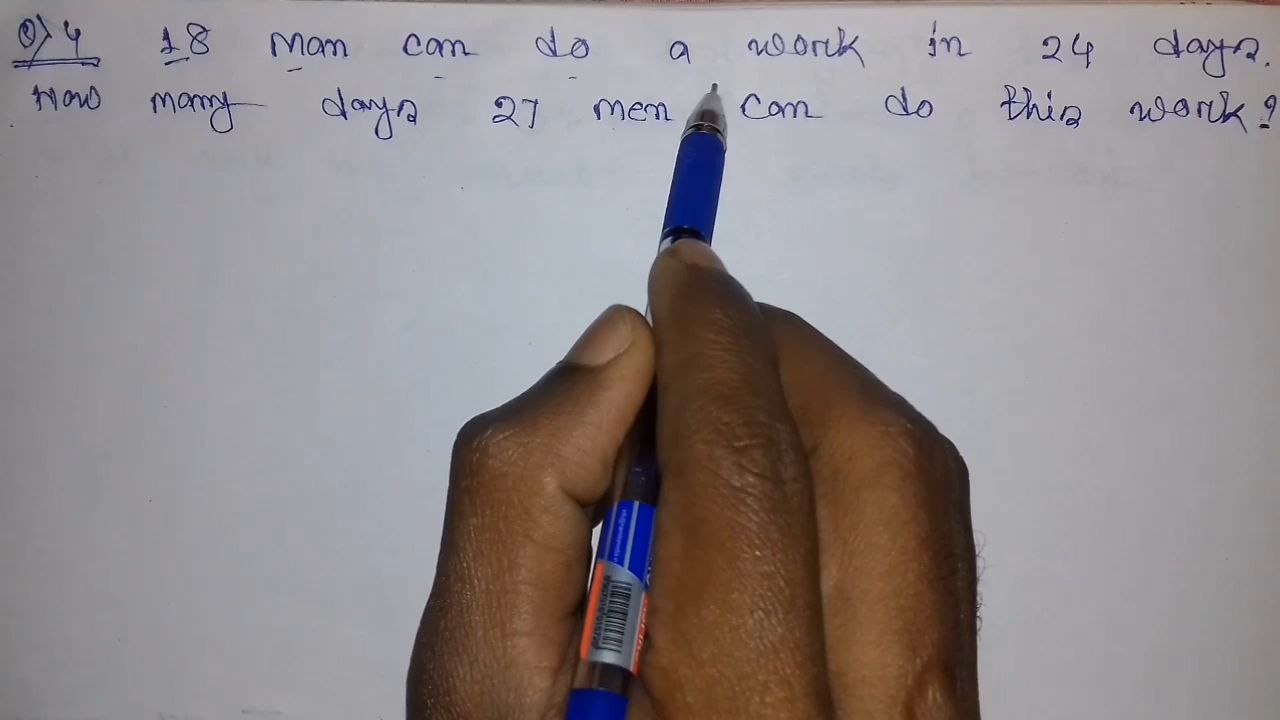 Q>4 18 man can do a work in 24 days.
How many days 27 men can do this work?